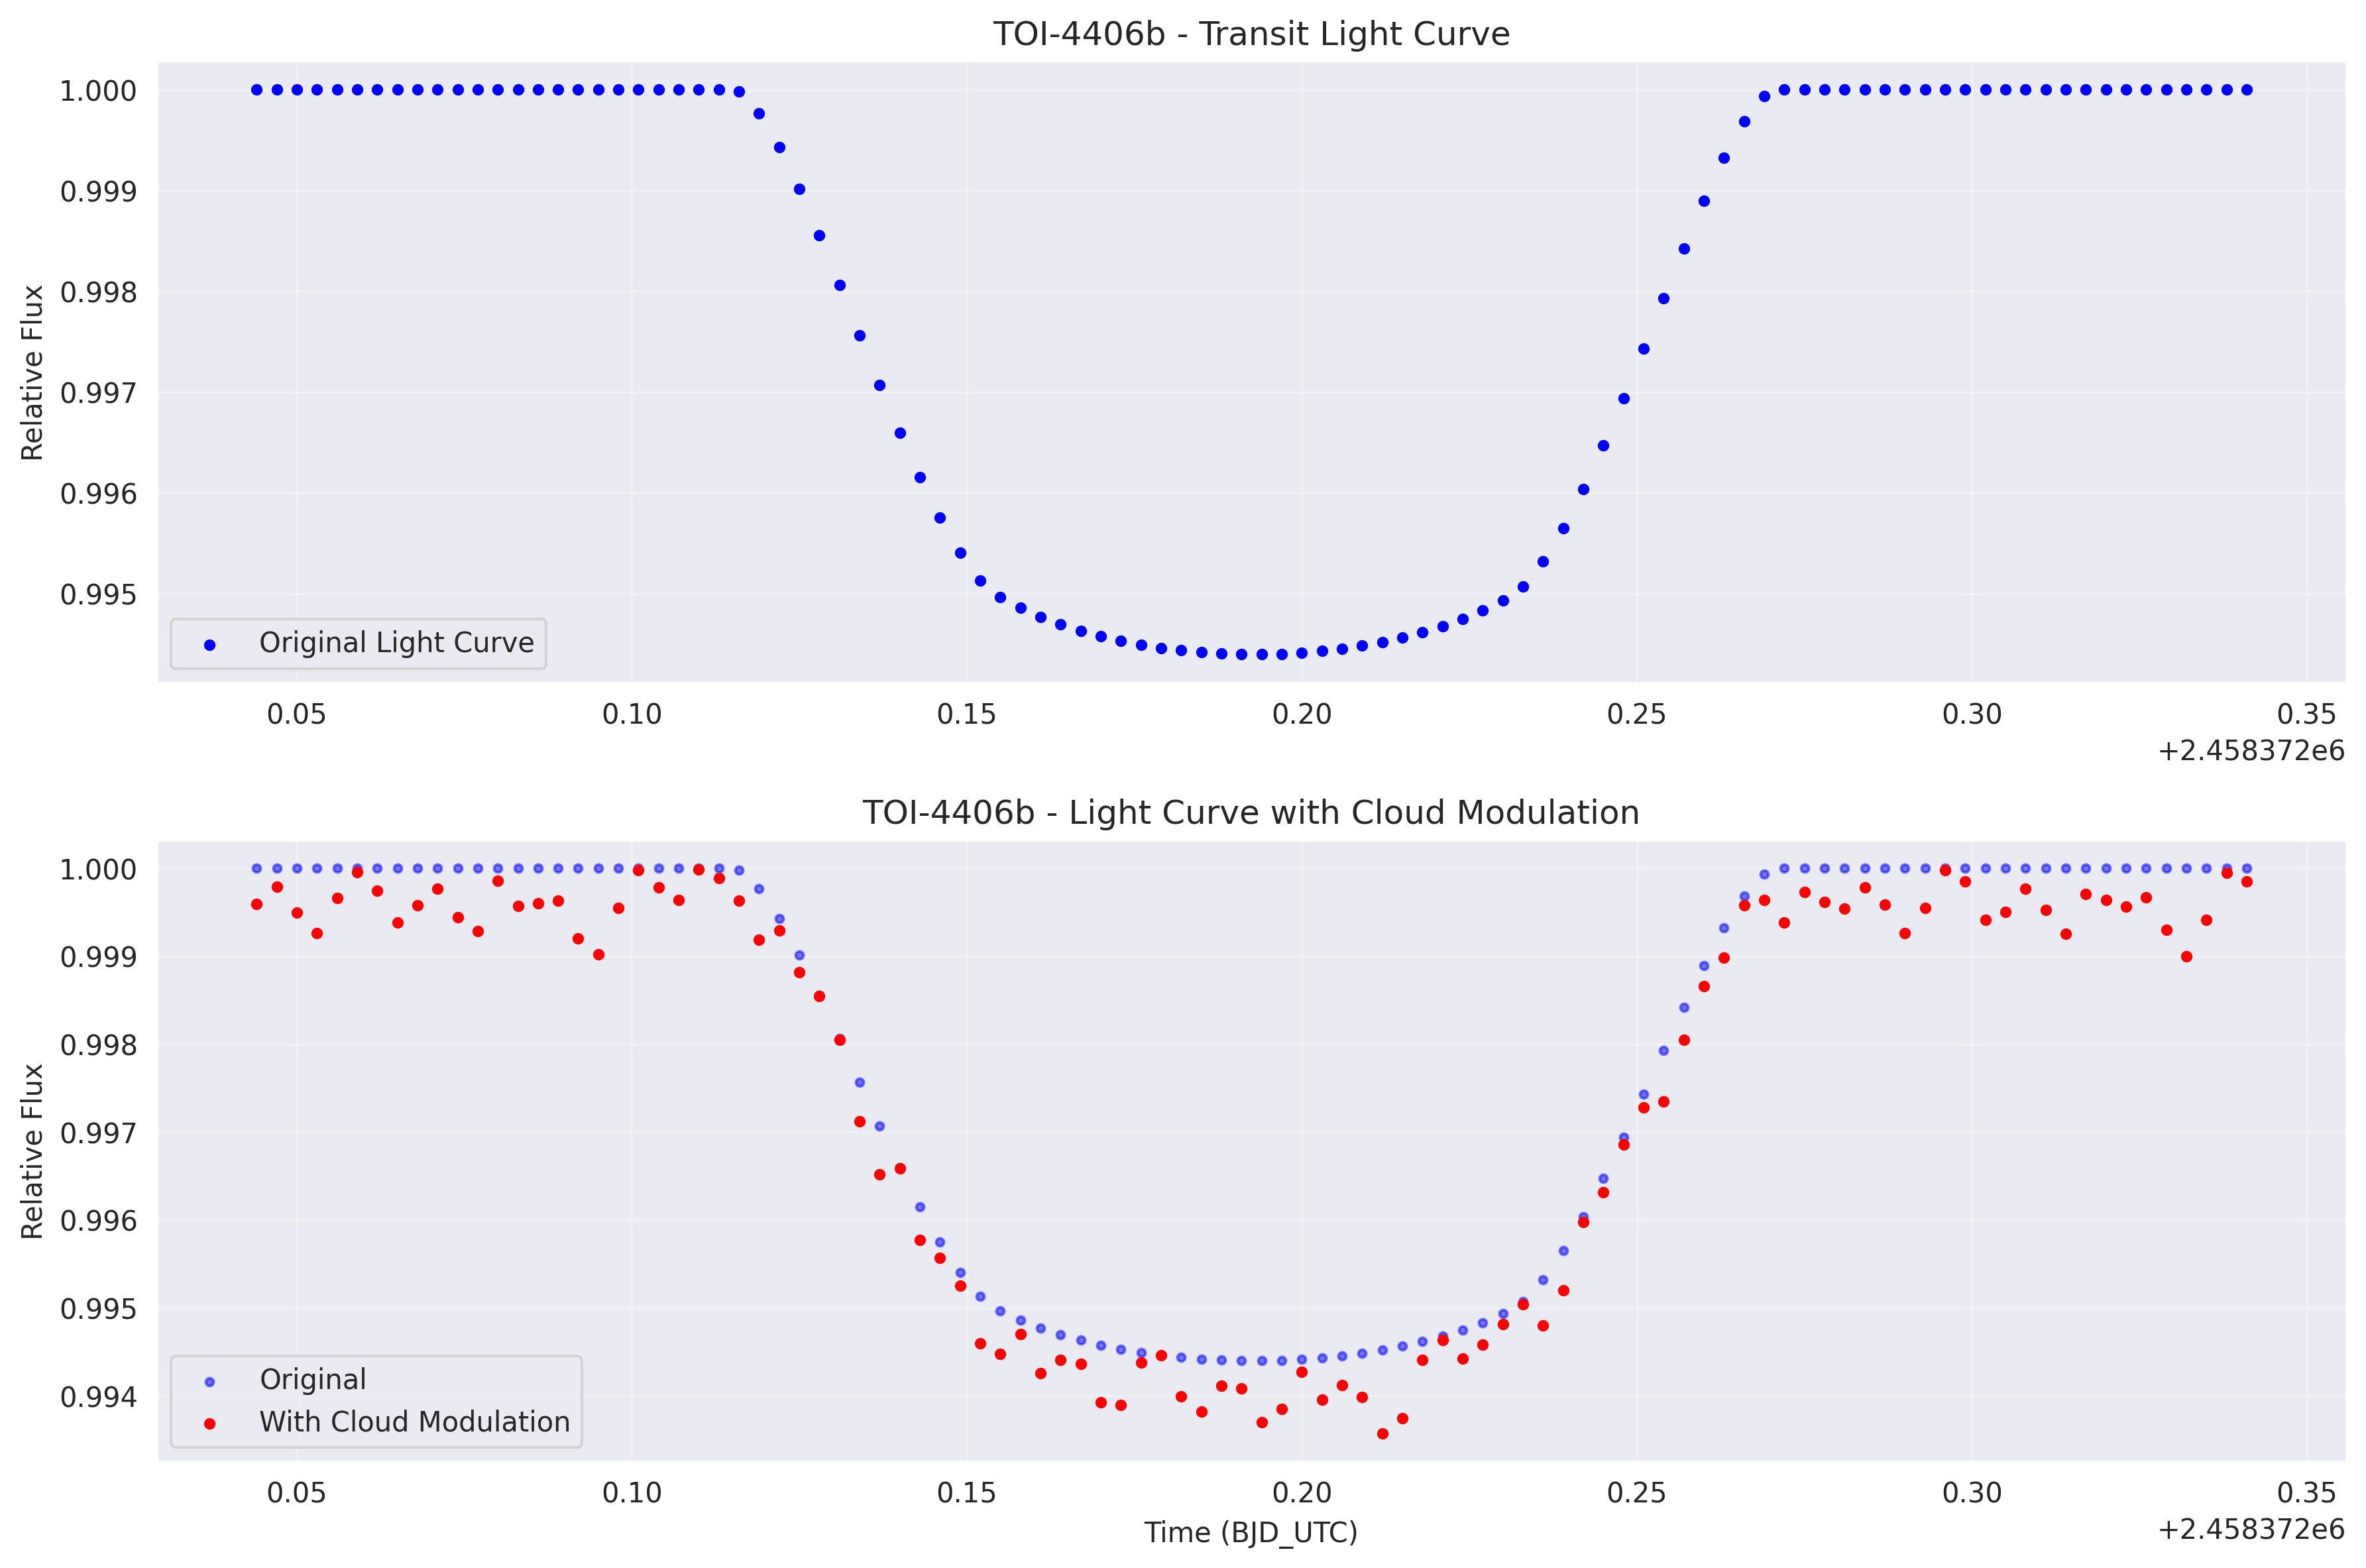 TOI-4406b - Transit Light Curve
Relative Flux
1.000
0.999
0.998
0.997
0.996
0.995
Original Light Curve
0.05 0.10 0.15 0.20 0.25 0.30 0.35
+2.458372e6
TOI-4406b - Light Curve with Cloud Modulation
Relative Flux
1.000
0.999
0.998
0.997
0.996
0.995
0.994
Original
With Cloud Modulation
0.05 0.10 0.15 0.20 0.25 0.30 0.35
Time (BJD_UTC)
+2.458372e6